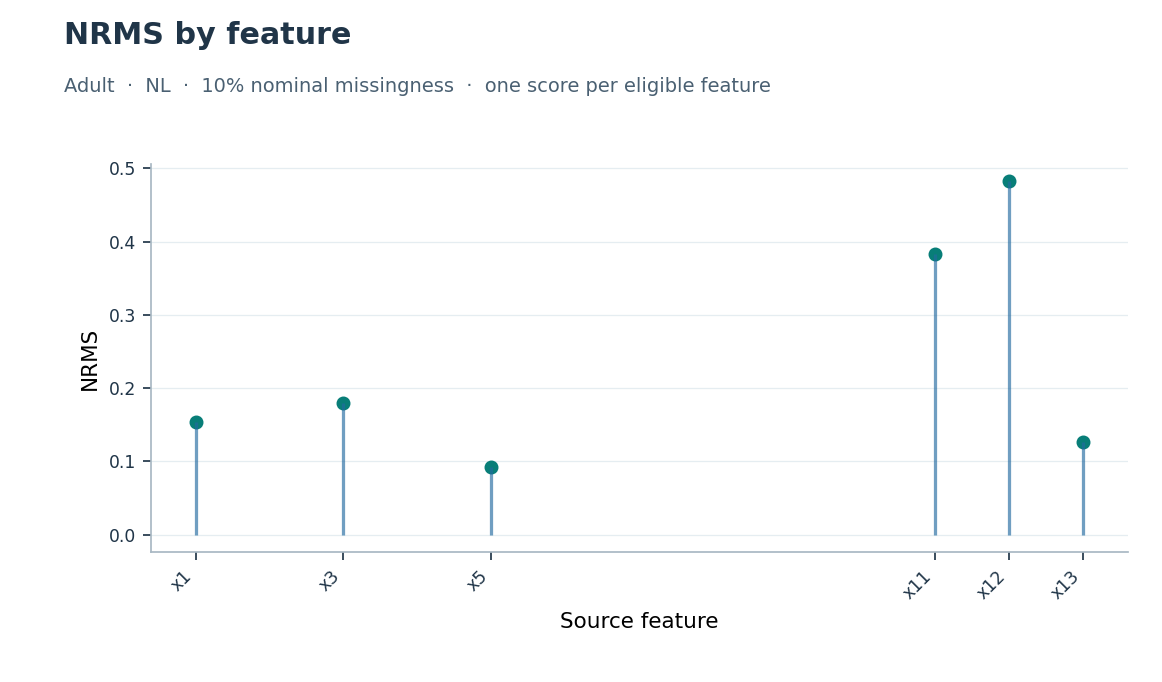 NRMS by feature
Adult · NL · 10% nominal missingness · one score per eligible feature
0.5
0.4
0.3
0.2
0.1
0.0
NRMS
x1
x3
x5
x11
x12
x13
Source feature